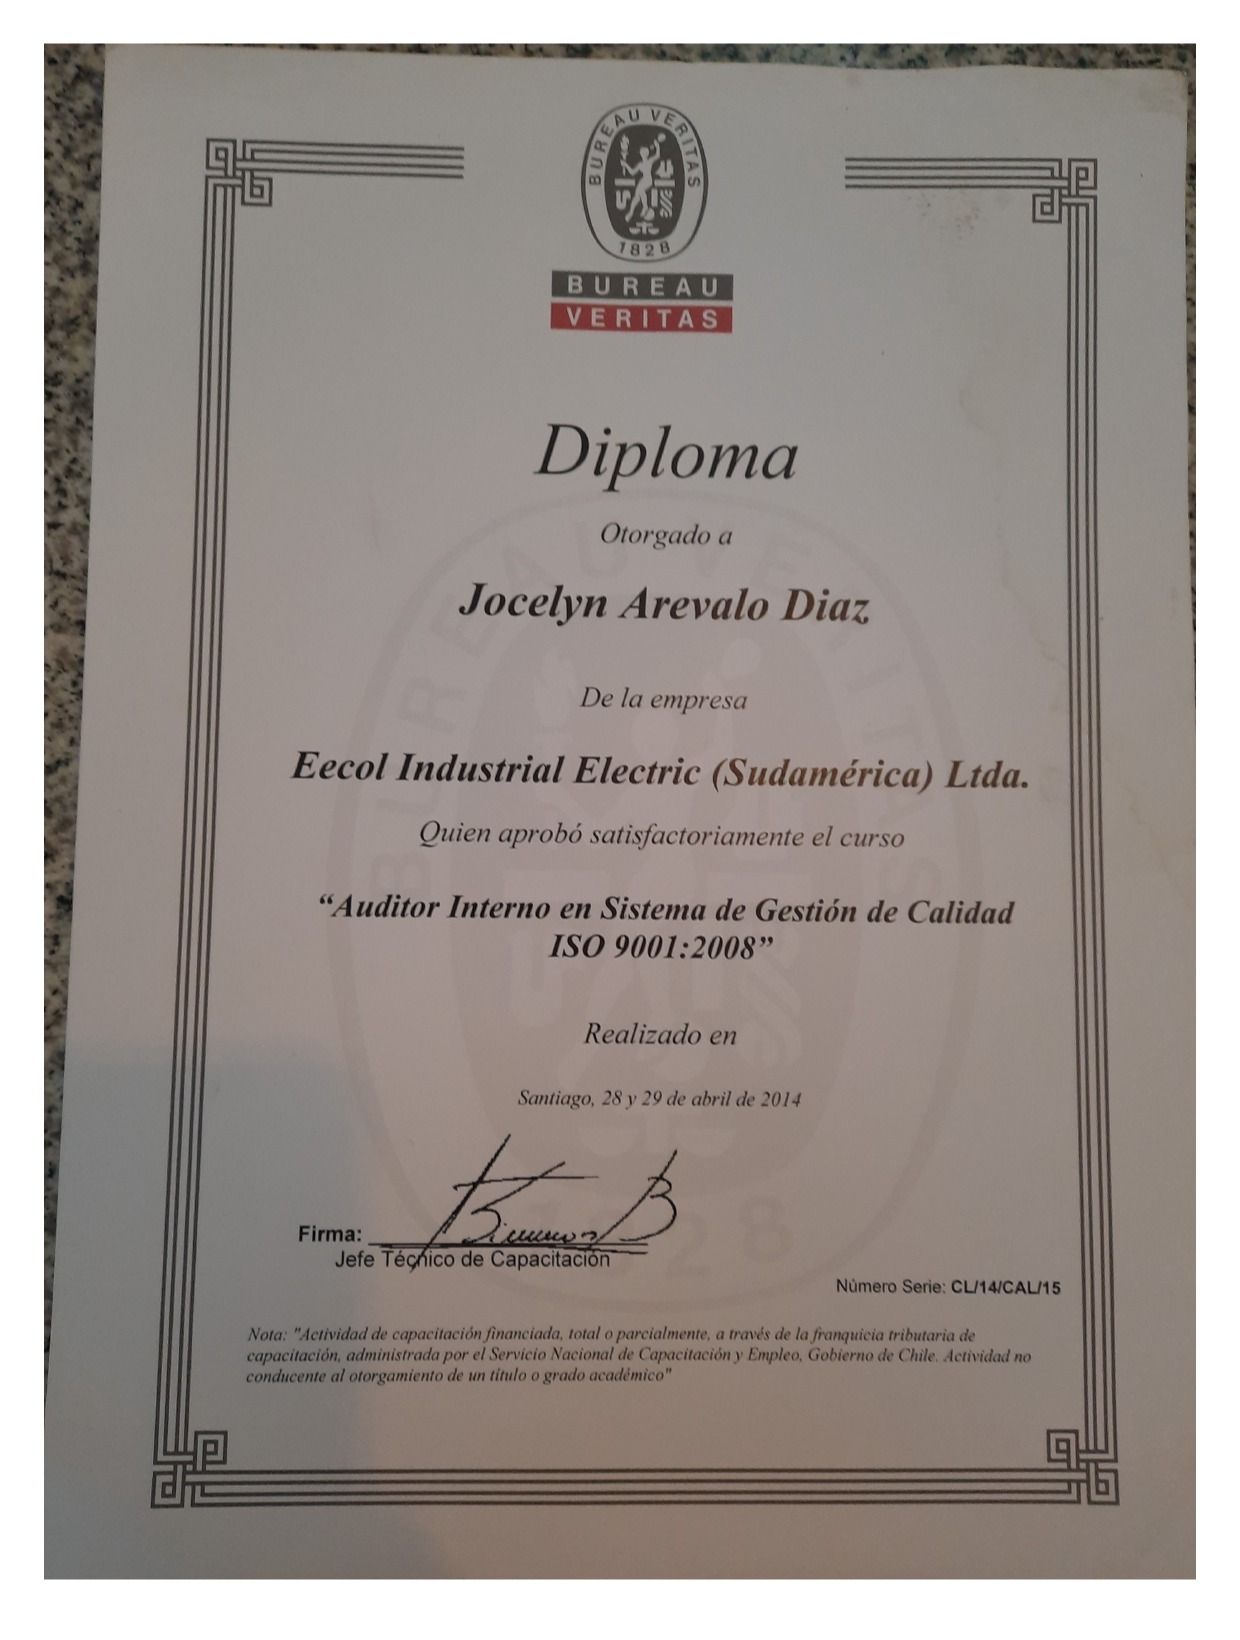 BUREAU VERITAS
1828
BUREAU
VERITAS
Diploma
Otorgado a
Jocelyn Arevalo Diaz
De la empresa
Eecol Industrial Electric (Sudamérica) Ltda.
Quien aprobó satisfactoriamente el curso
“Auditor Interno en Sistema de Gestión de Calidad
ISO 9001:2008”
Realizado en
Santiago, 28 y 29 de abril de 2014
Firma:
Jefe Técnico de Capacitación
Número Serie: CL/14/CAL/15
Nota: "Actividad de capacitación financiada, total o parcialmente, a través de la franquicia tributaria de
capacitación, administrada por el Servicio Nacional de Capacitación y Empleo, Gobierno de Chile. Actividad no
conducente al otorgamiento de un título o grado académico"
BUREAU VERITAS
1828